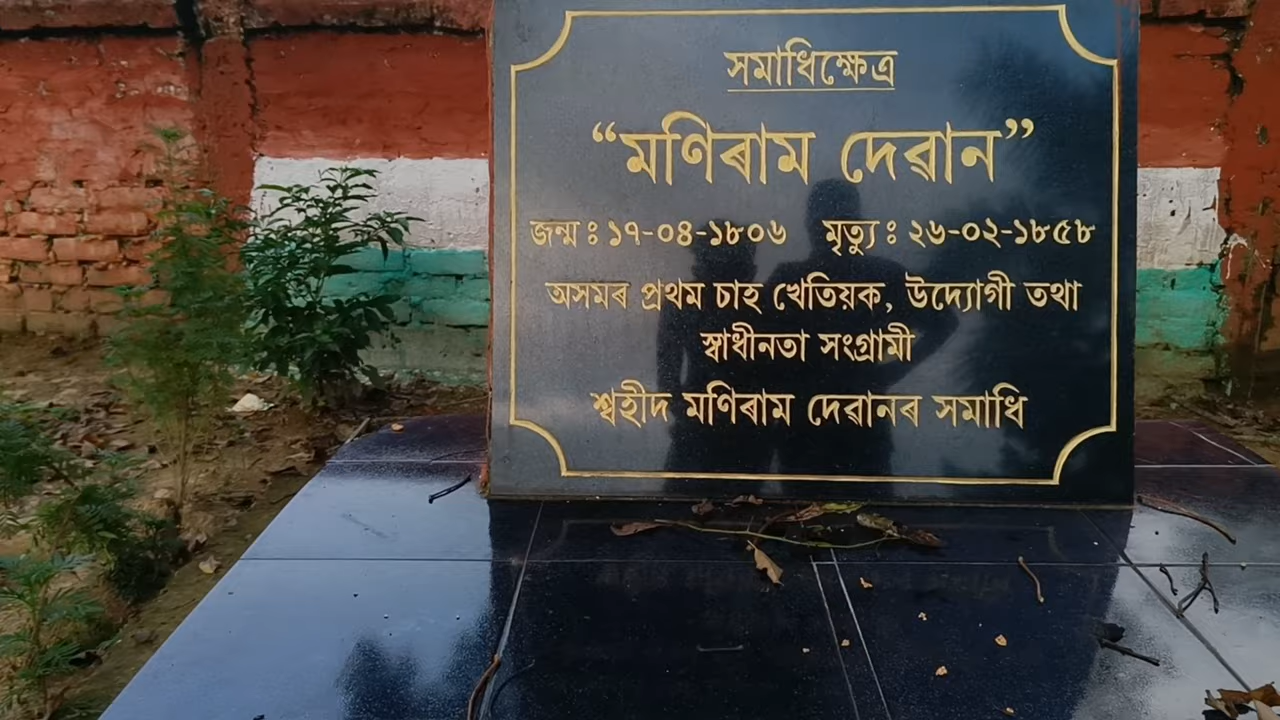 সমাধিক্ষেত্ৰ
“মণিৰাম দেৱান”
জন্ম : ১৭-০৪-১৮০৬ মৃত্যু : ২৬-০২-১৮৫৮
অসমৰ প্ৰথম চাহ খেতিয়ক, উদ্যোগী তথা
স্বাধীনতা সংগ্ৰামী
শ্বহীদ মণিৰাম দেৱানৰ সমাধি